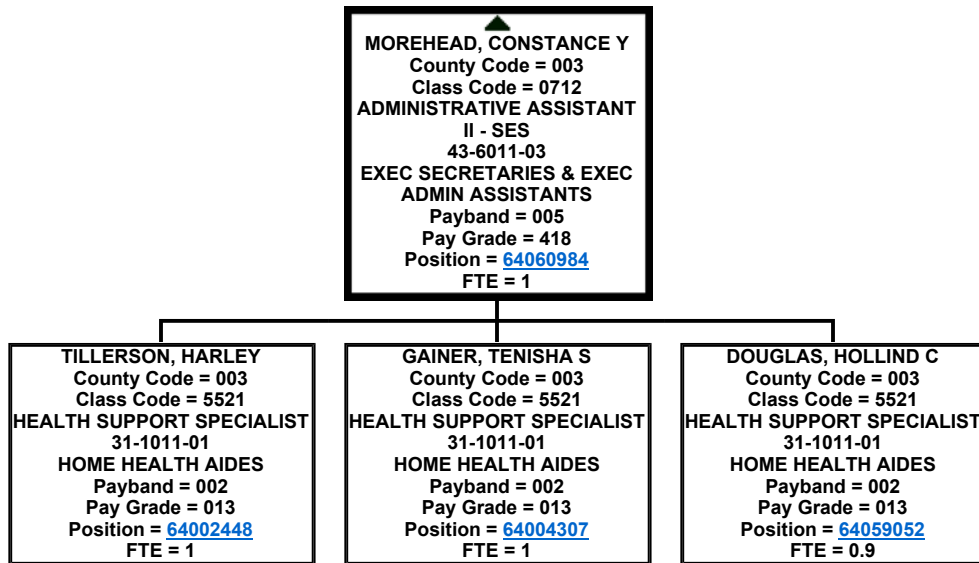 MOREHEAD, CONSTANCE Y
County Code = 003
Class Code = 0712
ADMINISTRATIVE ASSISTANT
II - SES
43-6011-03
EXEC SECRETARIES & EXEC
ADMIN ASSISTANTS
Payband = 005
Pay Grade = 418
Position = 64060984
FTE = 1
TILLERSON, HARLEY
County Code = 003
Class Code = 5521
HEALTH SUPPORT SPECIALIST
31-1011-01
HOME HEALTH AIDES
Payband = 002
Pay Grade = 013
Position = 64002448
FTE = 1
GAINER, TENISHA S
County Code = 003
Class Code = 5521
HEALTH SUPPORT SPECIALIST
31-1011-01
HOME HEALTH AIDES
Payband = 002
Pay Grade = 013
Position = 64004307
FTE = 1
DOUGLAS, HOLLIND C
County Code = 003
Class Code = 5521
HEALTH SUPPORT SPECIALIST
31-1011-01
HOME HEALTH AIDES
Payband = 002
Pay Grade = 013
Position = 64059052
FTE = 0.9